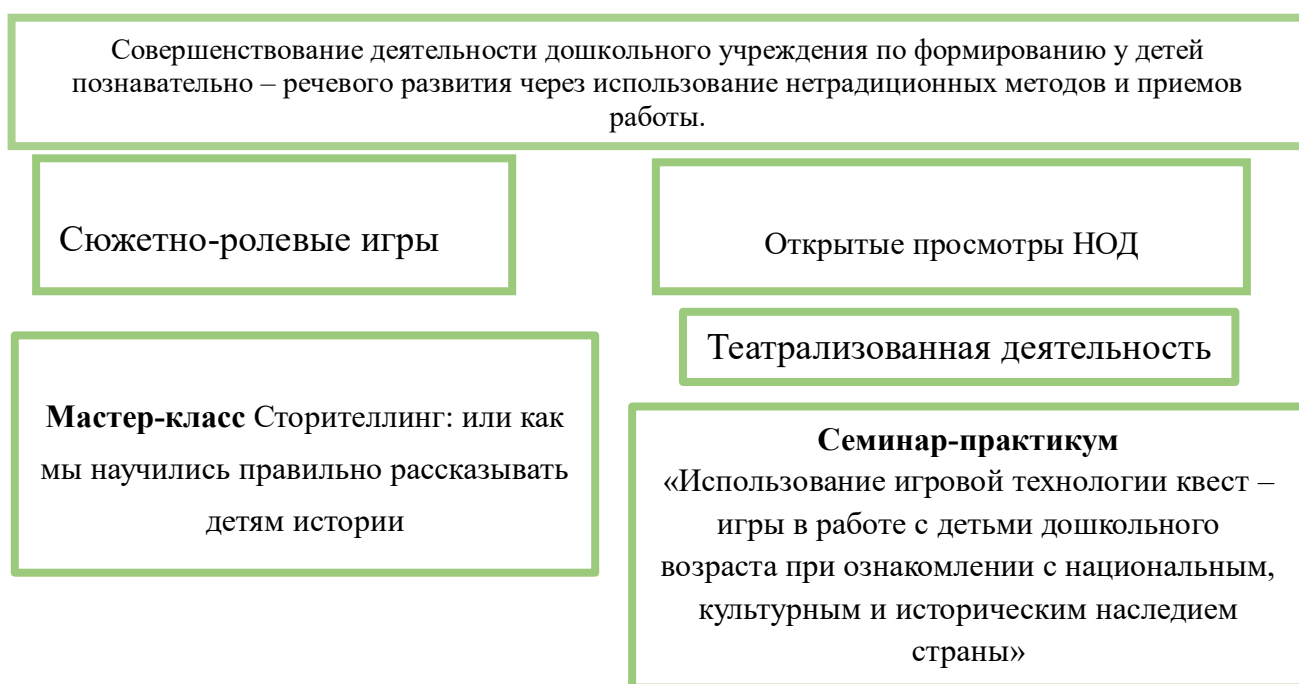 Совершенствование деятельности дошкольного учреждения по формированию у детей
познавательно – речевого развития через использование нетрадиционных методов и приемов
работы.
Сюжетно-ролевые игры
Открытые просмотры НОД
Театрализованная деятельность
Мастер-класс Сторителлинг: или как
мы научились правильно рассказывать
детям истории
Семинар-практикум
«Использование игровой технологии квест –
игры в работе с детьми дошкольного
возраста при ознакомлении с национальным,
культурным и историческим наследием
страны»